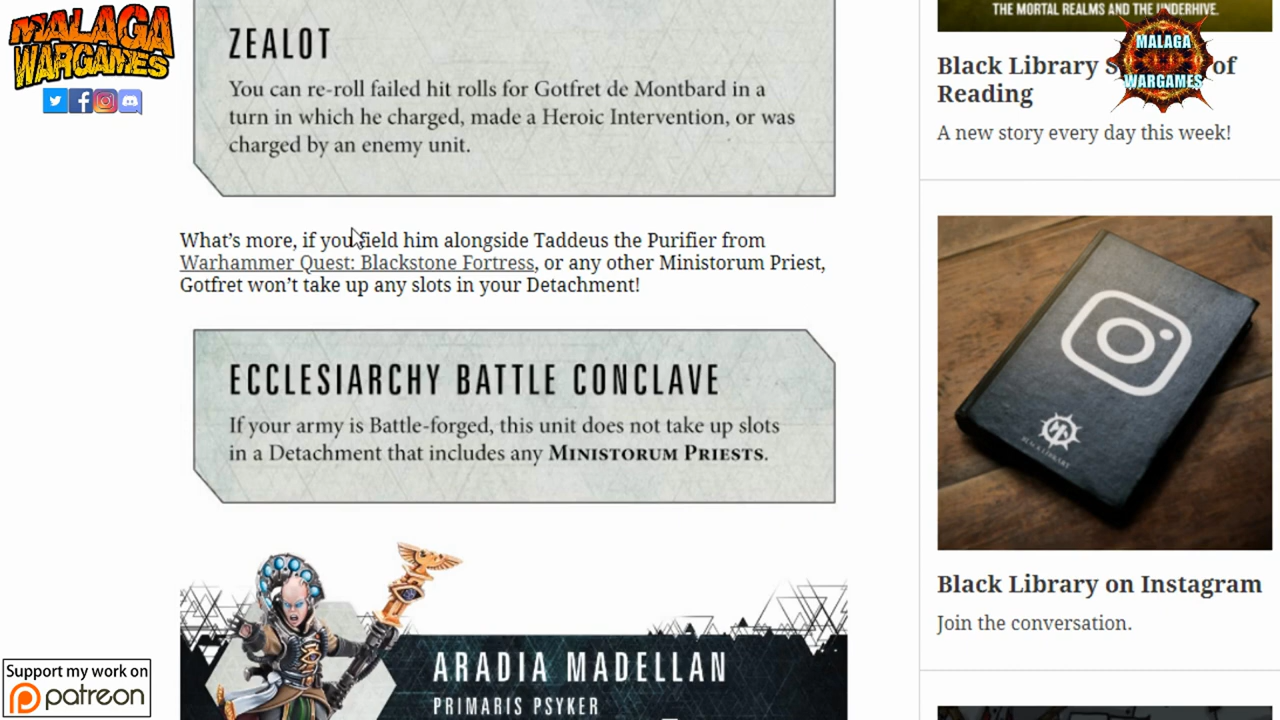 MALAGA
WARGAMES
ZEALOT
You can re-roll failed hit rolls for Gotfret de Montbard in a
turn in which he charged, made a Heroic Intervention, or was
charged by an enemy unit.
What's more, if you field him alongside Taddeus the Purifier from
Warhammer Quest: Blackstone Fortress, or any other Ministorum Priest,
Gotfret won't take up any slots in your Detachment!
ECCLESIARCHY BATTLE CONCLAVE
If your army is Battle-forged, this unit does not take up slots
in a Detachment that includes any MINISTORUM PRIESTS.
ARADIA MADELLAN
PRIMARIS PSYKER
Support my work on
patreon
THE MORTAL REALMS AND THE UNDERHIVE.
MALAGA
WARGAMES
Black Library of
Reading
A new story every day this week!
BLACK LIBRARY
Black Library on Instagram
Join the conversation.